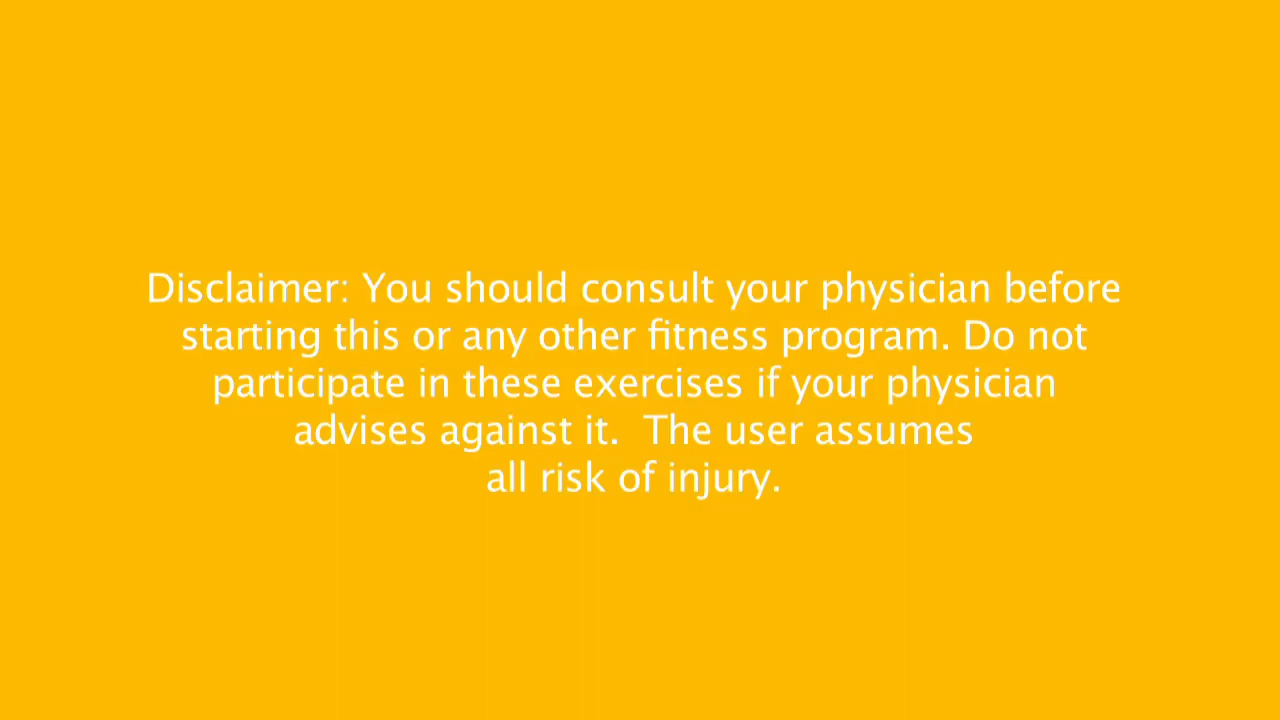 Disclaimer: You should consult your physician before
starting this or any other fitness program. Do not
participate in these exercises if your physician
advises against it.  The user assumes
all risk of injury.